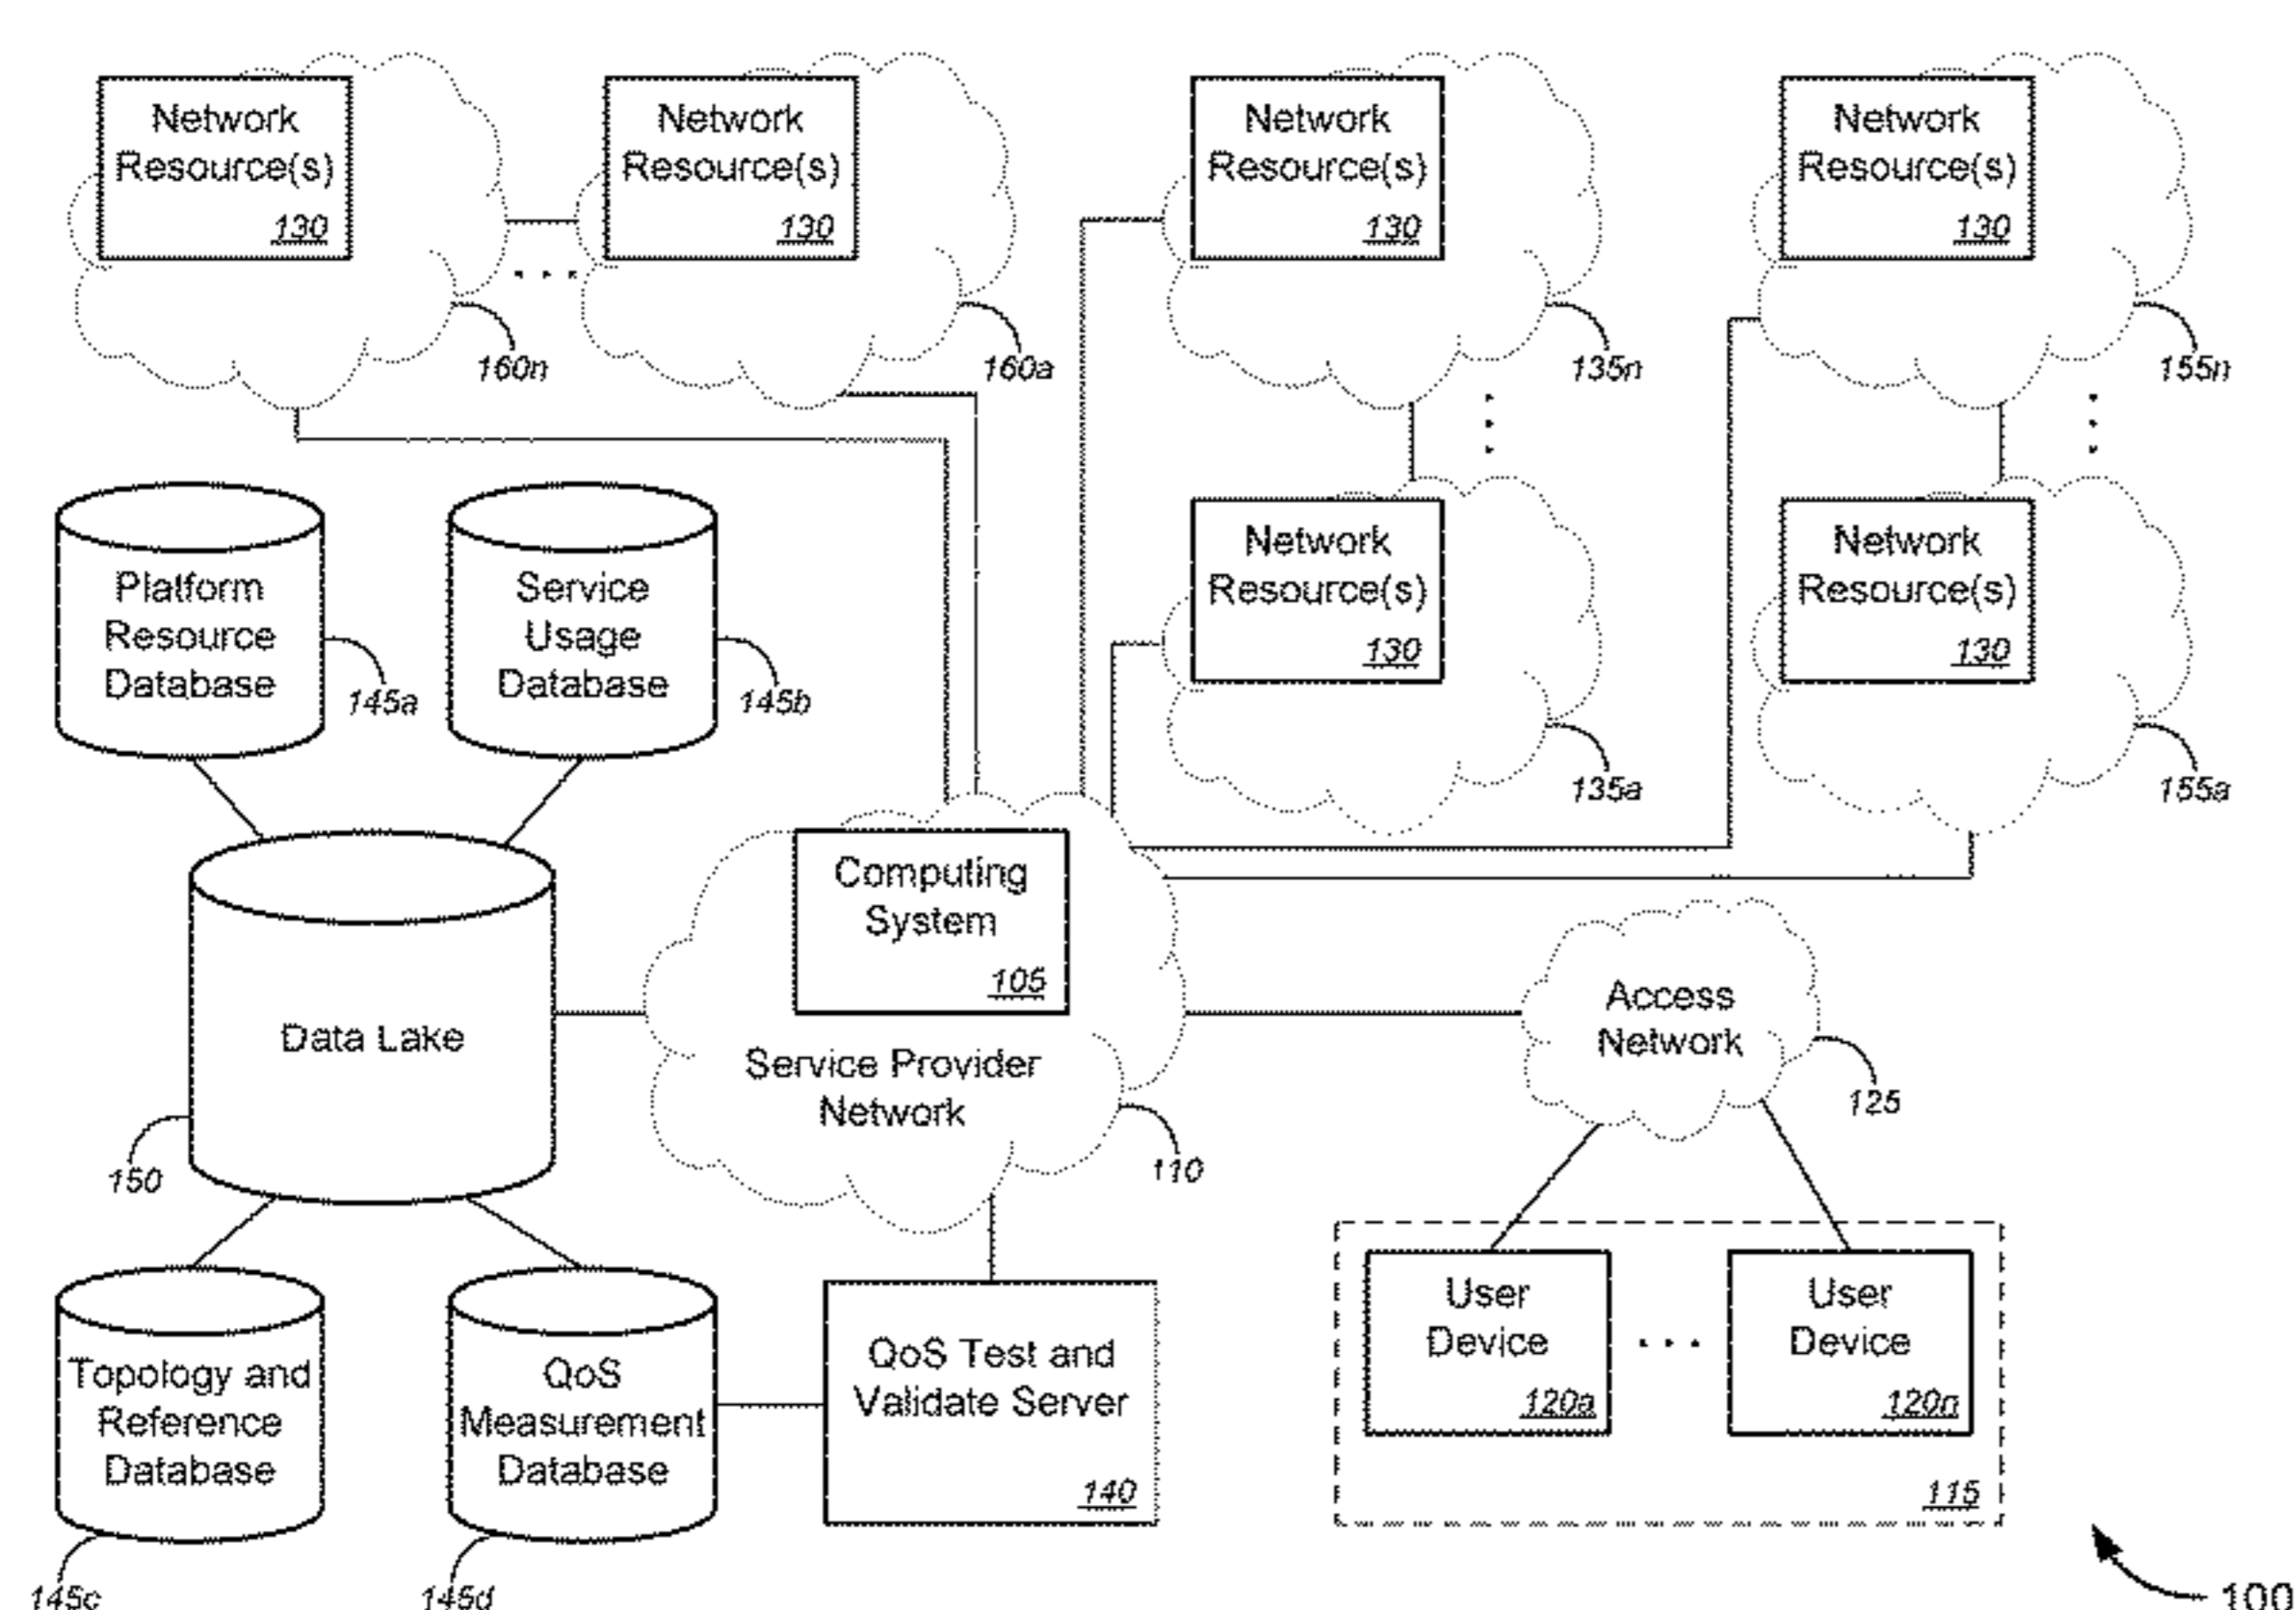 Network
Resource(s)
130
Network
Resource(s)
130
Network
Resource(s)
130
Network
Resource(s)
130
160n
160a
135n
155n
Platform
Resource
Database
145a
Service
Usage
Database
145b
Network
Resource(s)
130
Network
Resource(s)
130
135a
155a
Computing
System
105
Service Provider
Network
110
Data Lake
150
Access
Network
125
Topology and
Reference
Database
145c
QoS
Measurement
Database
145d
QoS Test and
Validate Server
140
User
Device
120a
User
Device
120n
115
100